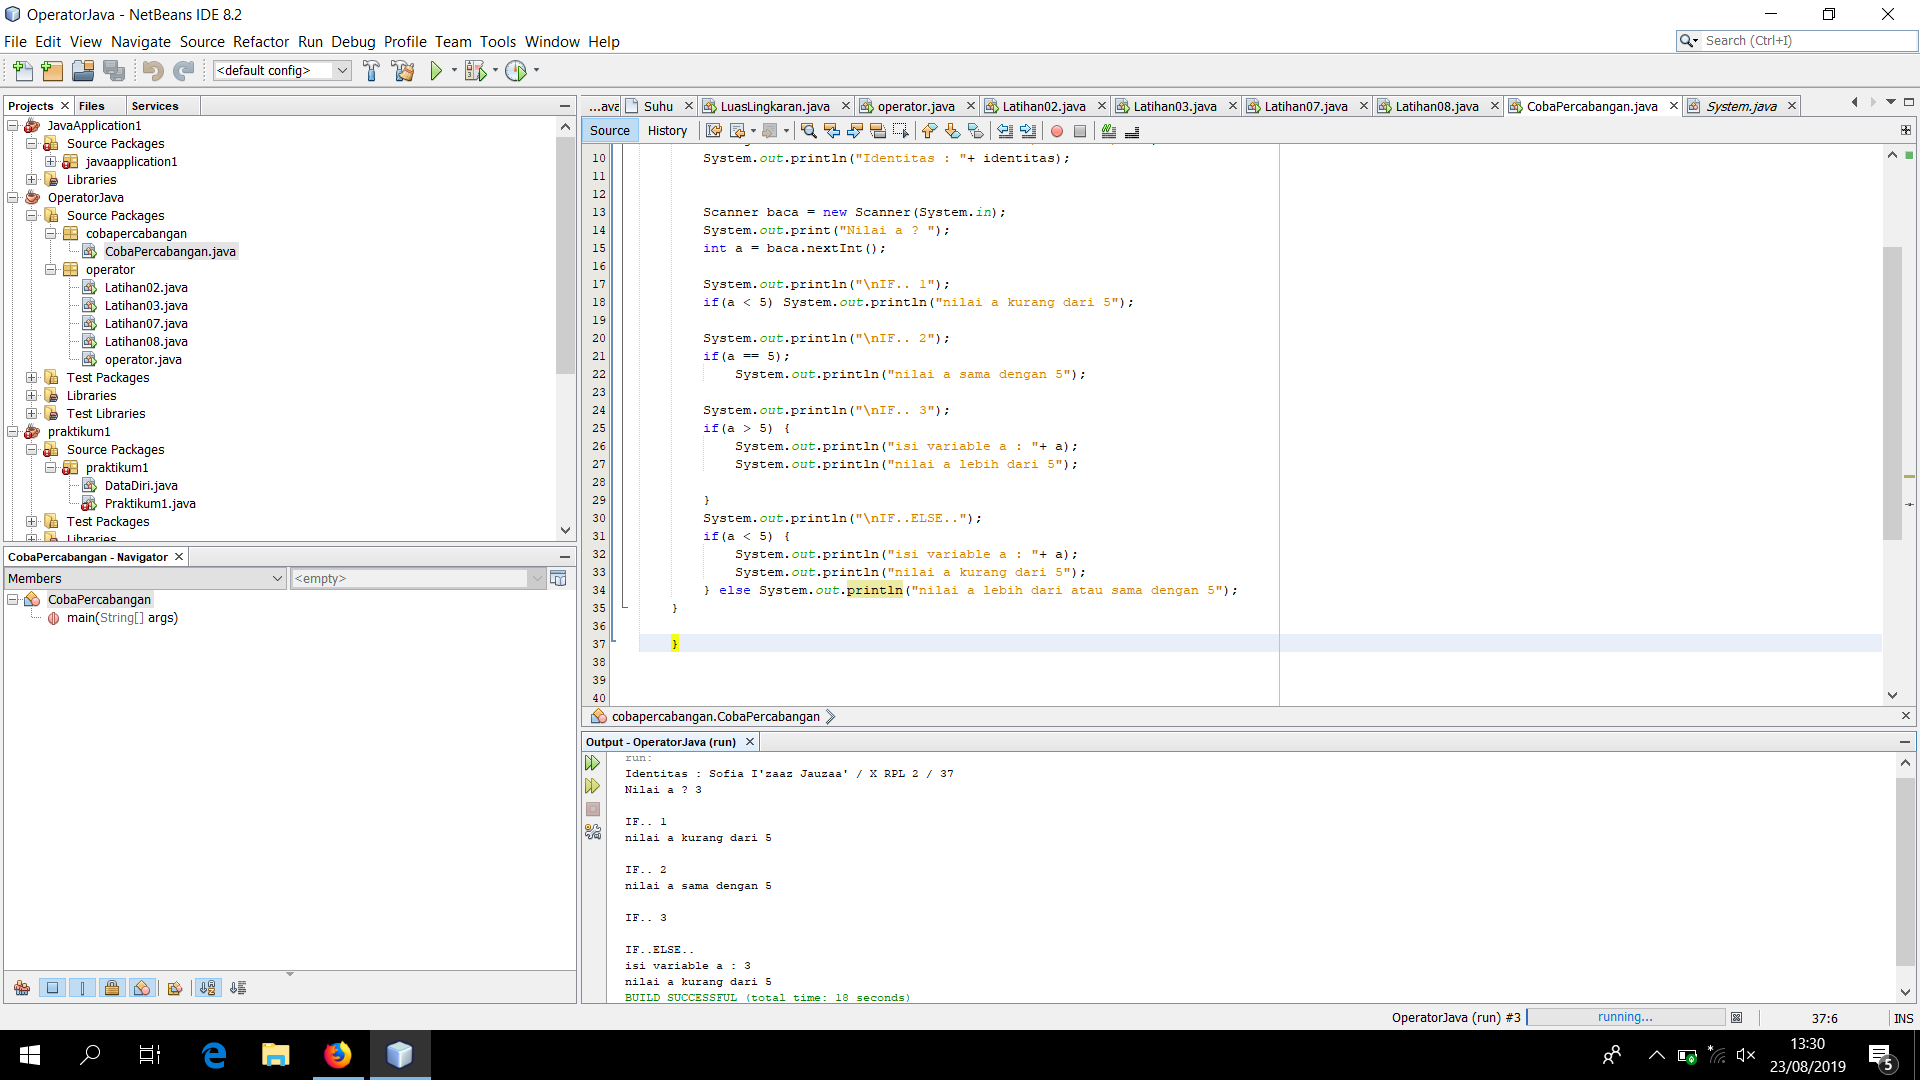 OperatorJava - NetBeans IDE 8.2
File Edit View Navigate Source Refactor Run Debug Profile Team Tools Window Help
Search (Ctrl+I)
<default config>
Projects Files Services
JavaApplication1
Source Packages
javaapplication1
Libraries
OperatorJava
Source Packages
cobapercabangan
CobaPercabangan.java
operator
Latihan02.java
Latihan03.java
Latihan07.java
Latihan08.java
operator.java
Test Packages
Libraries
Test Libraries
praktikum1
Source Packages
praktikum1
DataDiri.java
Praktikum1.java
Test Packages
Libraries
CobaPercabangan - Navigator
Members <empty>
CobaPercabangan
main(String[] args)
...ava Suhu LuasLingkaran.java operator.java Latihan02.java Latihan03.java Latihan07.java Latihan08.java CobaPercabangan.java System.java
Source History
10 System.out.println("Identitas : "+ identitas);
11
12
13 Scanner baca = new Scanner(System.in);
14 System.out.print("Nilai a ? ");
15 int a = baca.nextInt();
16
17 System.out.println("\nIF.. 1");
18 if(a < 5) System.out.println("nilai a kurang dari 5");
19
20 System.out.println("\nIF.. 2");
21 if(a == 5);
22 System.out.println("nilai a sama dengan 5");
23
24 System.out.println("\nIF.. 3");
25 if(a > 5) {
26 System.out.println("isi variable a : "+ a);
27 System.out.println("nilai a lebih dari 5");
28
29 }
30 System.out.println("\nIF..ELSE..");
31 if(a < 5) {
32 System.out.println("isi variable a : "+ a);
33 System.out.println("nilai a kurang dari 5");
34 } else System.out.println("nilai a lebih dari atau sama dengan 5");
35 }
36
37 }
38
39
40
cobapercabangan.CobaPercabangan
Output - OperatorJava (run)
run:
Identitas : Sofia I'zaaz Jauzaa' / X RPL 2 / 37
Nilai a ? 3
IF.. 1
nilai a kurang dari 5
IF.. 2
nilai a sama dengan 5
IF.. 3
IF..ELSE..
isi variable a : 3
nilai a kurang dari 5
BUILD SUCCESSFUL (total time: 18 seconds)
OperatorJava (run) #3 running... 37:6 INS
13:30
23/08/2019
5